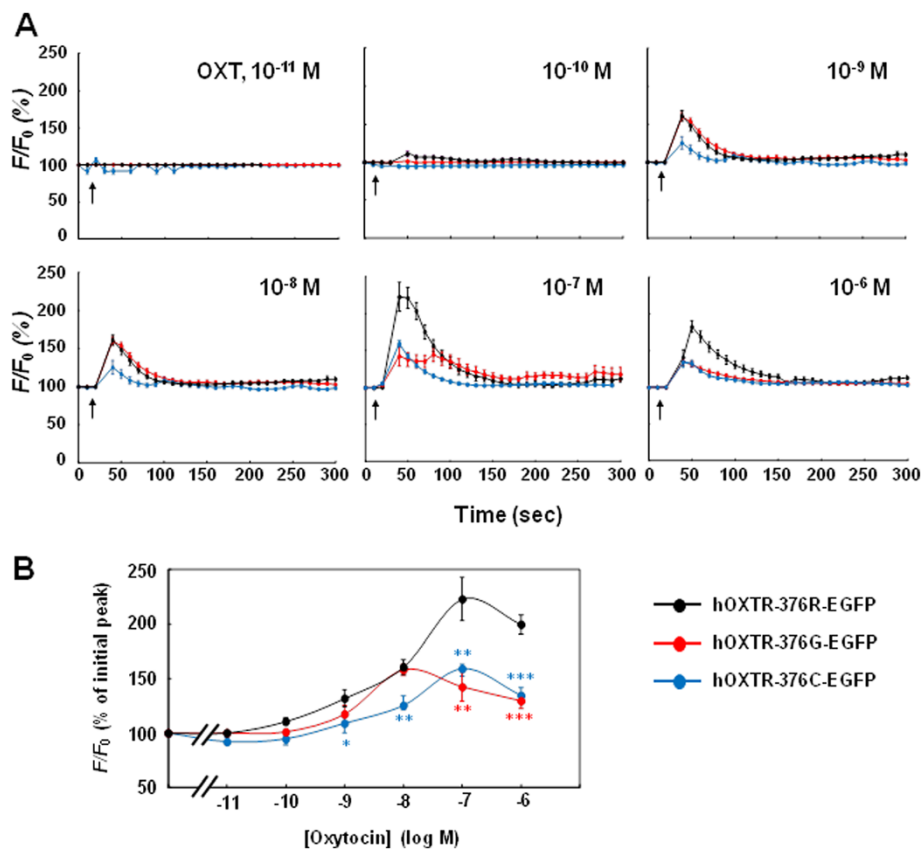 A
OXT, 10⁻¹¹ M
10⁻¹⁰ M
10⁻⁹ M
F/F₀ (%)
250
200
150
100
50
0
10⁻⁸ M
10⁻⁷ M
10⁻⁶ M
F/F₀ (%)
250
200
150
100
50
0
0 50 100 150 200 250 300
0 50 100 150 200 250 300
0 50 100 150 200 250 300
Time (sec)
B
F/F₀ (% of initial peak)
250
200
150
100
50
** ***
* ** ** ***
-11 -10 -9 -8 -7 -6
[Oxytocin] (log M)
hOXTR-376R-EGFP
hOXTR-376G-EGFP
hOXTR-376C-EGFP